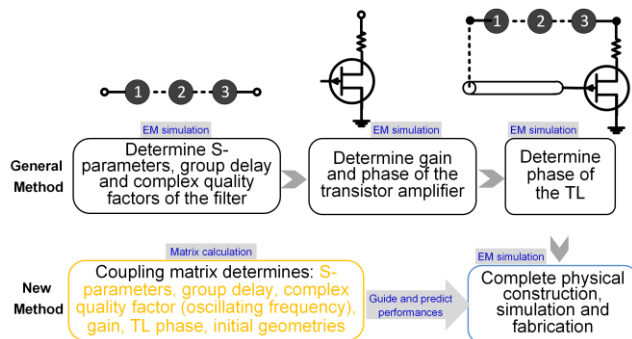 1 2 3
1 2 3
EM simulation
EM simulation
EM simulation
General
Method
Determine S-
parameters, group delay
and complex quality
factors of the filter
Determine gain
and phase of the
transistor amplifier
Determine
phase of
the TL
Matrix calculation
EM simulation
New
Method
Coupling matrix determines: S-
parameters, group delay, complex
quality factor (oscillating frequency),
gain, TL phase, initial geometries
Guide and predict
performances
Complete physical
construction,
simulation and
fabrication